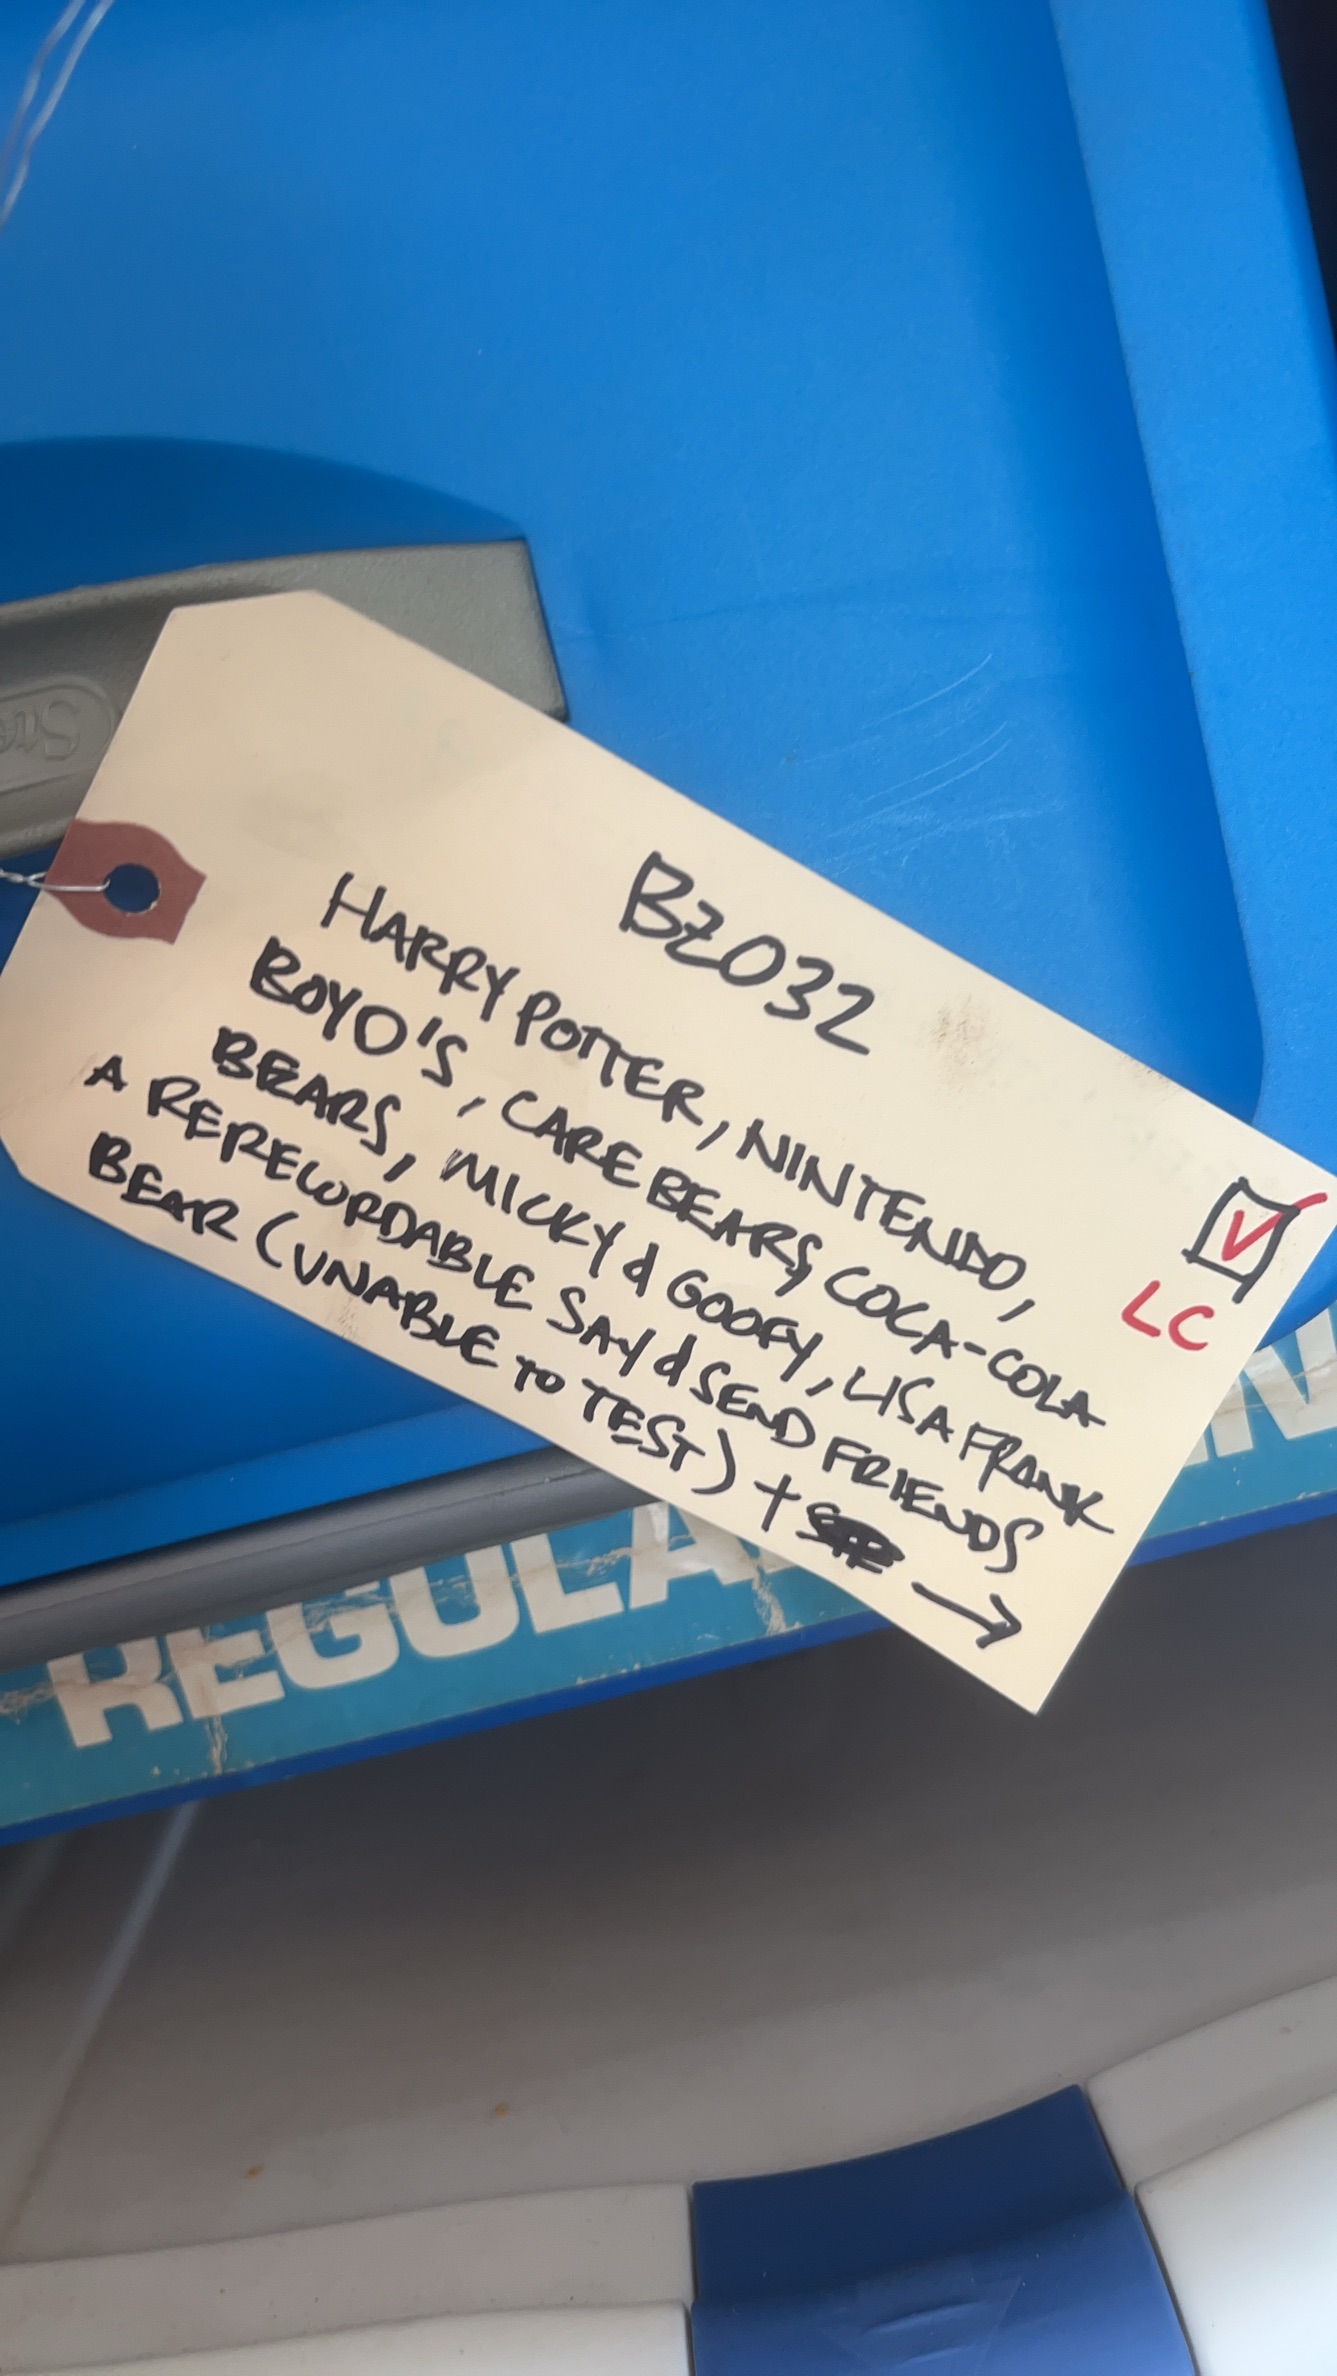 BZ032
HARRY POTTER, NINTENDO,
BOYO'S, CARE BEARS, COCA-COLA
BEARS, MICKY & GOOFY, LISA FRANK
A RERECORDABLE SAY & SEND FRIENDS
BEAR (UNABLE TO TEST) + →
LC
REGULA